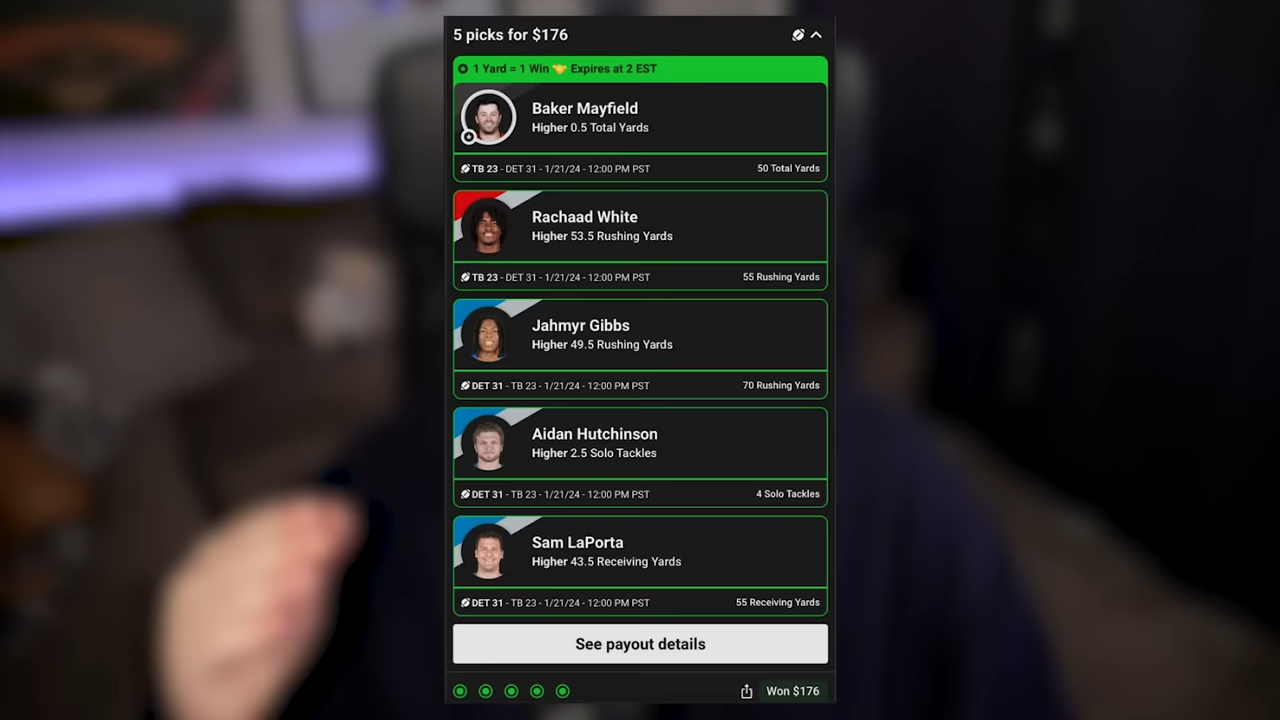 5 picks for $176
1 Yard = 1 Win 🤝 Expires at 2 EST
Baker Mayfield
Higher 0.5 Total Yards
TB 23 - DET 31 - 1/21/24 - 12:00 PM PST 50 Total Yards
Rachaad White
Higher 53.5 Rushing Yards
TB 23 - DET 31 - 1/21/24 - 12:00 PM PST 55 Rushing Yards
Jahmyr Gibbs
Higher 49.5 Rushing Yards
DET 31 - TB 23 - 1/21/24 - 12:00 PM PST 70 Rushing Yards
Aidan Hutchinson
Higher 2.5 Solo Tackles
DET 31 - TB 23 - 1/21/24 - 12:00 PM PST 4 Solo Tackles
Sam LaPorta
Higher 43.5 Receiving Yards
DET 31 - TB 23 - 1/21/24 - 12:00 PM PST 55 Receiving Yards
See payout details
Won $176